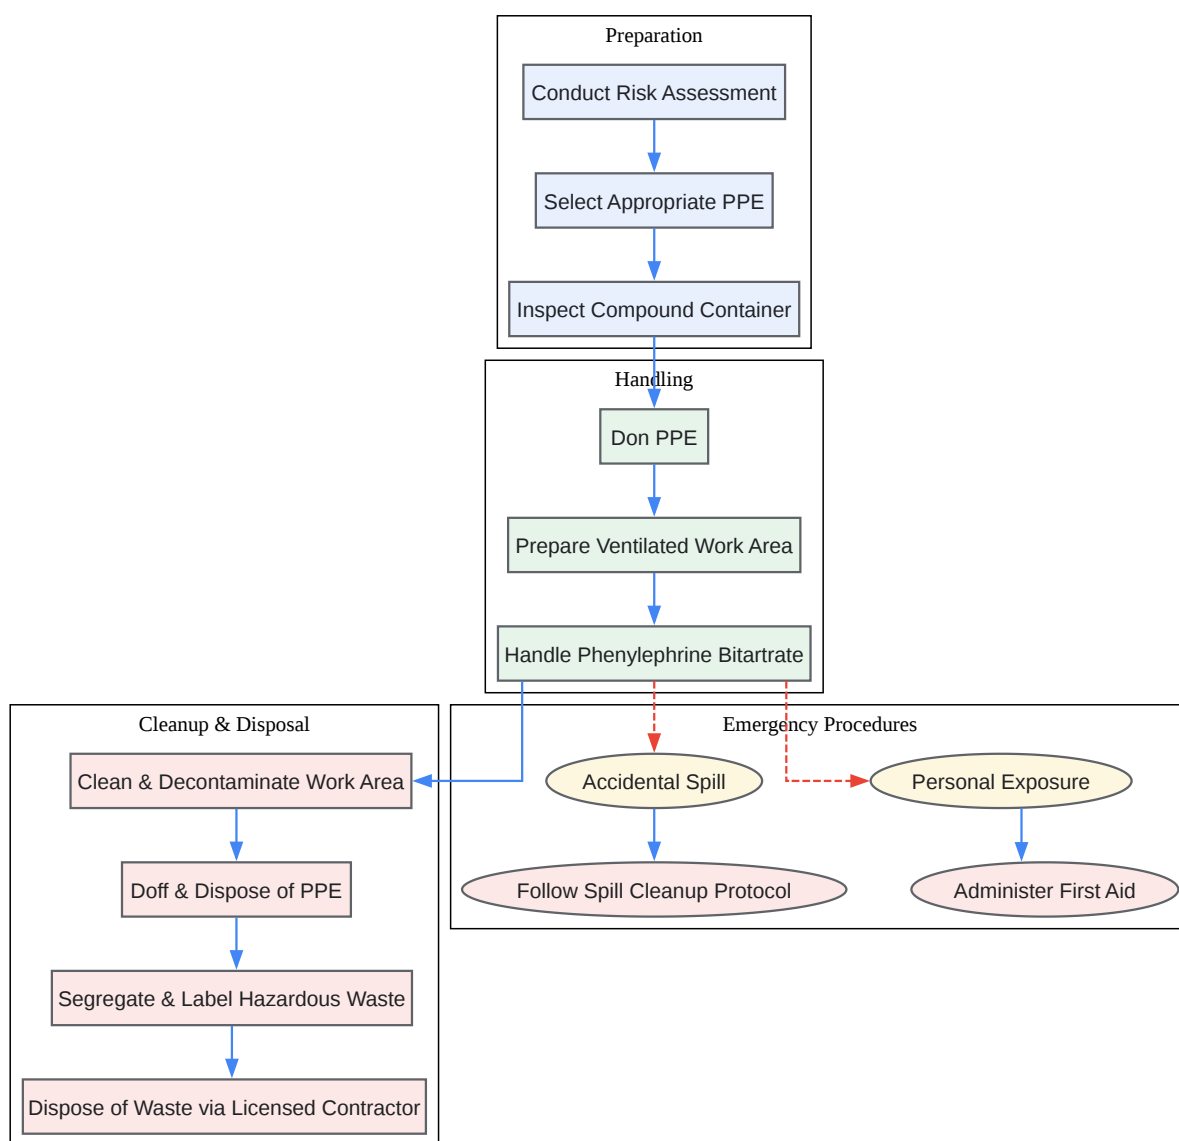 Preparation
Conduct Risk Assessment
Select Appropriate PPE
Inspect Compound Container
Handling
Don PPE
Prepare Ventilated Work Area
Handle Phenylephrine Bitartrate
Cleanup & Disposal
Clean & Decontaminate Work Area
Doff & Dispose of PPE
Segregate & Label Hazardous Waste
Dispose of Waste via Licensed Contractor
Emergency Procedures
Accidental Spill
Personal Exposure
Follow Spill Cleanup Protocol
Administer First Aid